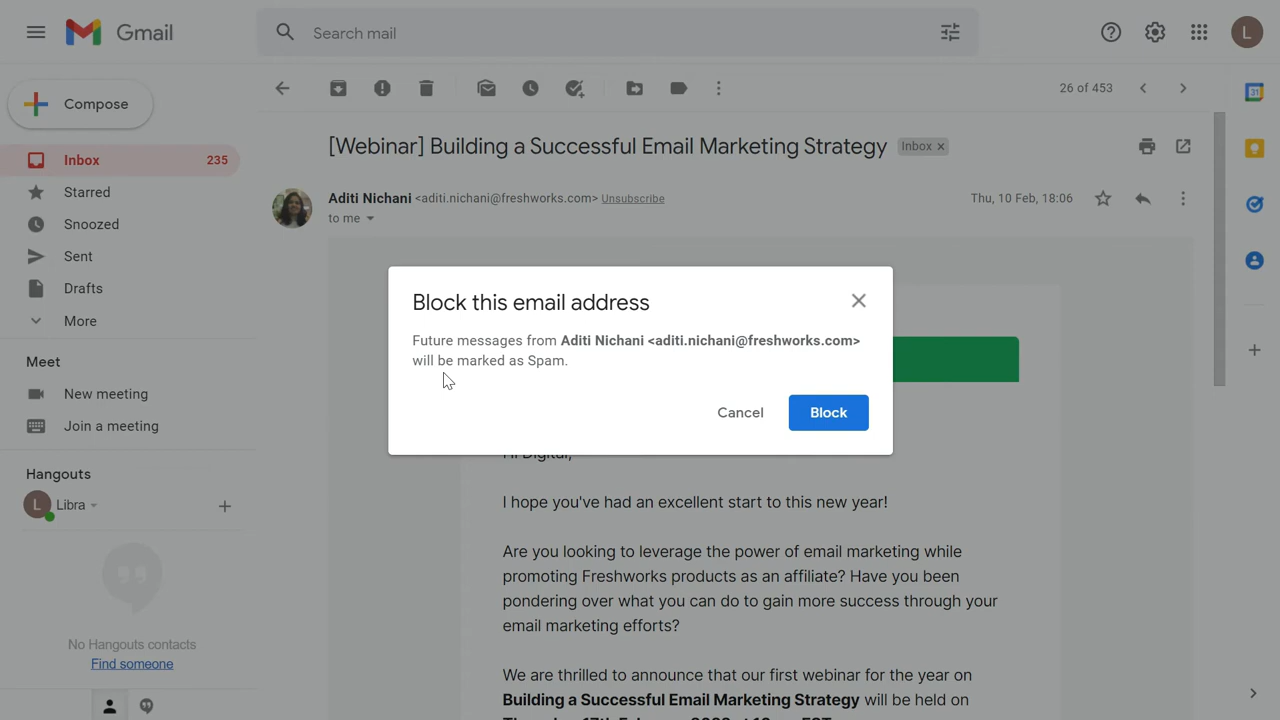 Gmail
Search mail
L
Compose
26 of 453
31
Inbox 235
Starred
Snoozed
Sent
Drafts
More
Meet
New meeting
Join a meeting
Hangouts
L Libra
No Hangouts contacts
Find someone
[Webinar] Building a Successful Email Marketing Strategy Inbox ×
Aditi Nichani <aditi.nichani@freshworks.com> Unsubscribe
Thu, 10 Feb, 18:06
to me
Block this email address
Future messages from Aditi Nichani <aditi.nichani@freshworks.com>
will be marked as Spam.
Cancel Block
Hi Digital,
I hope you've had an excellent start to this new year!
Are you looking to leverage the power of email marketing while
promoting Freshworks products as an affiliate? Have you been
pondering over what you can do to gain more success through your
email marketing efforts?
We are thrilled to announce that our first webinar for the year on
Building a Successful Email Marketing Strategy will be held on